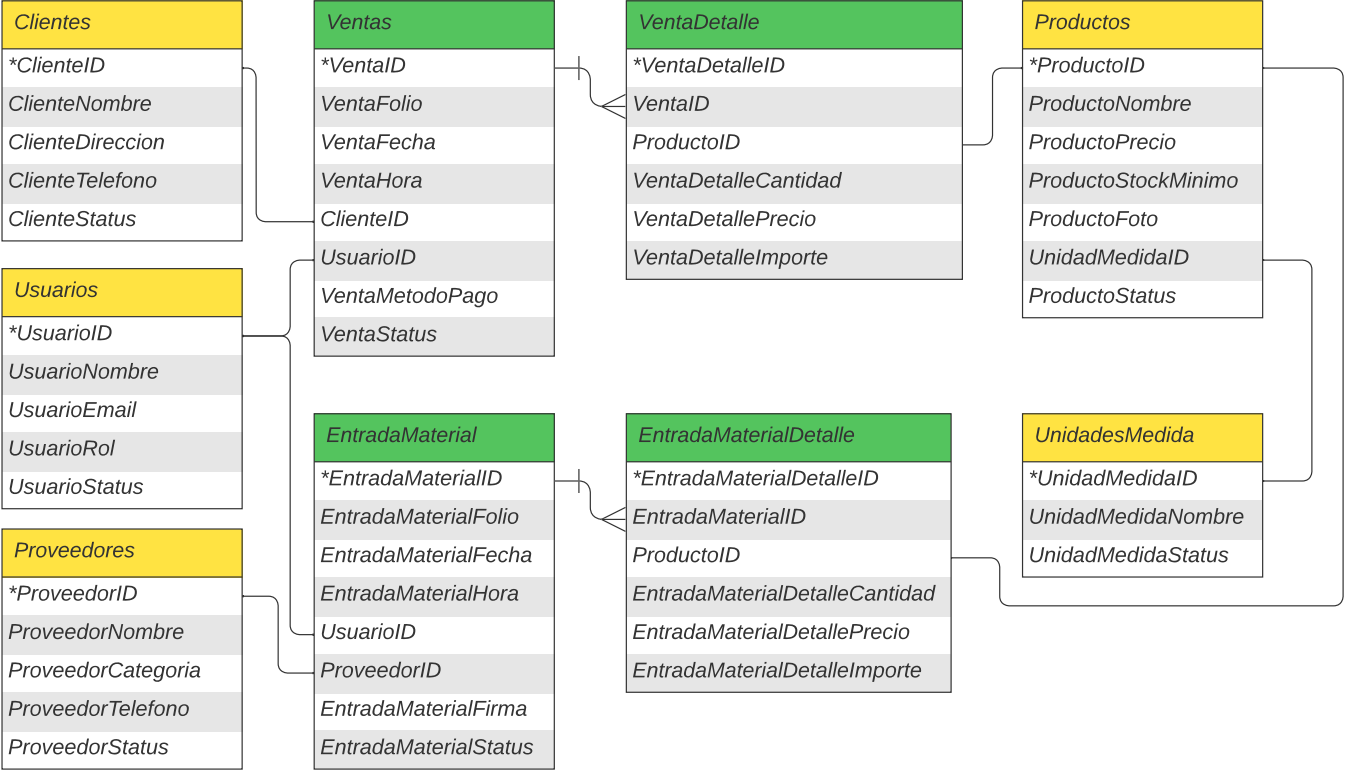 Clientes
*ClienteID
ClienteNombre
ClienteDireccion
ClienteTelefono
ClienteStatus
Ventas
*VentaID
VentaFolio
VentaFecha
VentaHora
ClienteID
UsuarioID
VentaMetodoPago
VentaStatus
VentaDetalle
*VentaDetalleID
VentaID
ProductoID
VentaDetalleCantidad
VentaDetallePrecio
VentaDetalleImporte
Productos
*ProductoID
ProductoNombre
ProductoPrecio
ProductoStockMinimo
ProductoFoto
UnidadMedidaID
ProductoStatus
Usuarios
*UsuarioID
UsuarioNombre
UsuarioEmail
UsuarioRol
UsuarioStatus
EntradaMaterial
*EntradaMaterialID
EntradaMaterialFolio
EntradaMaterialFecha
EntradaMaterialHora
UsuarioID
ProveedorID
EntradaMaterialFirma
EntradaMaterialStatus
EntradaMaterialDetalle
*EntradaMaterialDetalleID
EntradaMaterialID
ProductoID
EntradaMaterialDetalleCantidad
EntradaMaterialDetallePrecio
EntradaMaterialDetalleImporte
UnidadesMedida
*UnidadMedidaID
UnidadMedidaNombre
UnidadMedidaStatus
Proveedores
*ProveedorID
ProveedorNombre
ProveedorCategoria
ProveedorTelefono
ProveedorStatus